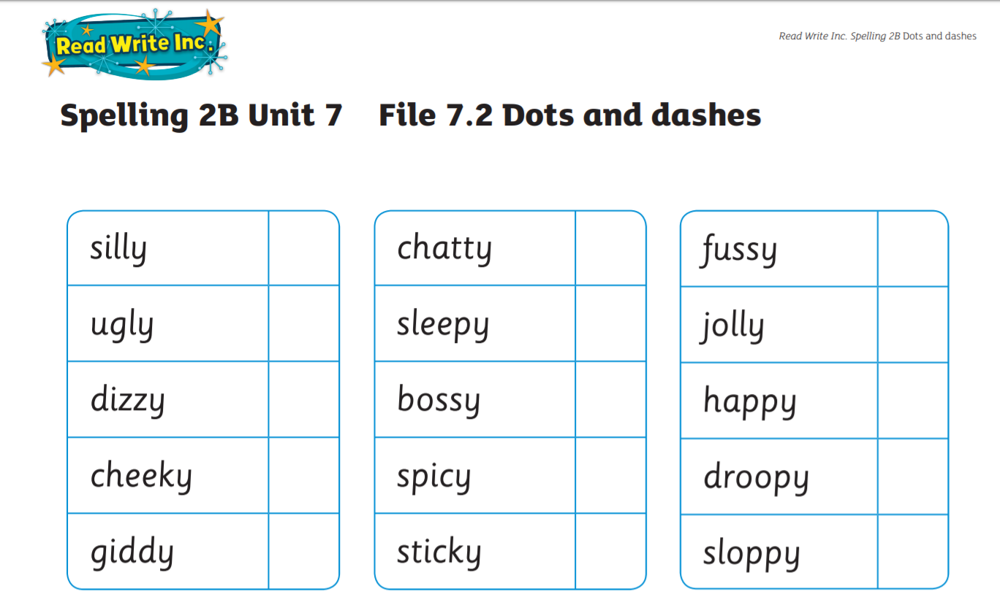 Read Write Inc.
Read Write Inc. Spelling 2B Dots and dashes
Spelling 2B Unit 7 File 7.2 Dots and dashes
silly
ugly
dizzy
cheeky
giddy
chatty
sleepy
bossy
spicy
sticky
fussy
jolly
happy
droopy
sloppy